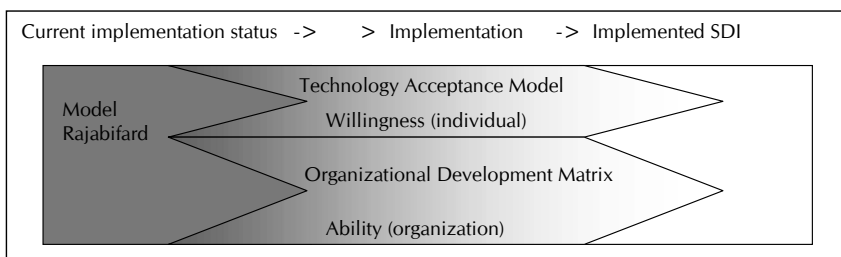 Current implementation status -> > Implementation -> Implemented SDI
Technology Acceptance Model
Model
Rajabifard
Willingness (individual)
Organizational Development Matrix
Ability (organization)